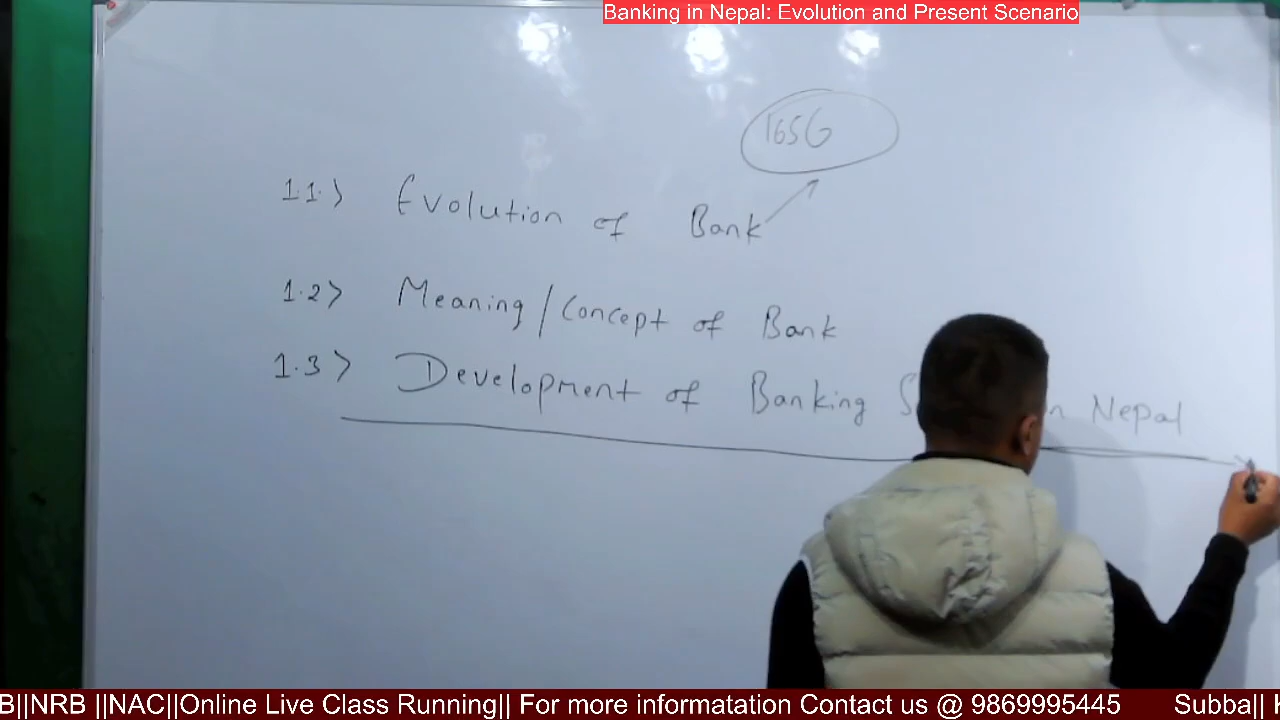 Banking in Nepal: Evolution and Present Scenario
1656
1.1> Evolution of Bank
1.2> Meaning/Concept of Bank
1.3> Development of Banking Nepal
B||NRB ||NAC||Online Live Class Running|| For more informatation Contact us @ 9869995445 Subba||